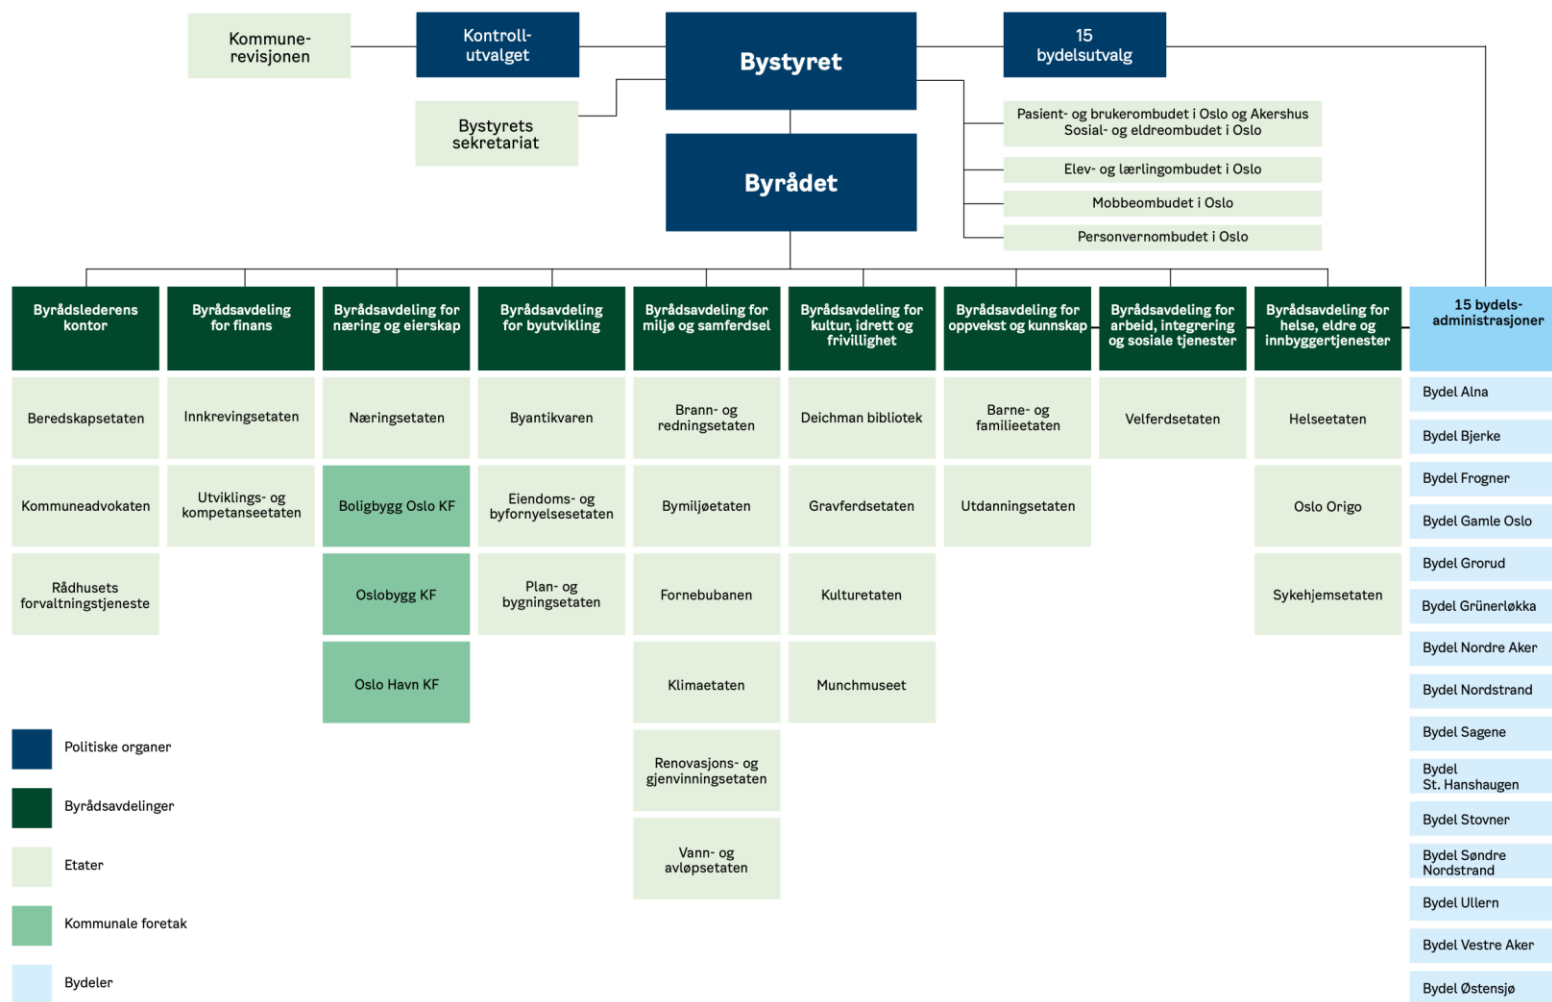 Kommune-
revisjonen
Kontroll-
utvalget
Bystyret
15
bydelsutvalg
Bystyrets
sekretariat
Byrådet
Pasient- og brukerombudet i Oslo og Akershus
Sosial- og eldreombudet i Oslo
Elev- og lærlingombudet i Oslo
Mobbeombudet i Oslo
Personvernombudet i Oslo
Byrådslederens
kontor
Beredskapsetaten
Kommuneadvokaten
Rådhusets
forvaltningstjeneste
Byrådsavdeling
for finans
Innkrevingsetaten
Utviklings- og
kompetanseetaten
Byrådsavdeling for
næring og eierskap
Næringsetaten
Boligbygg Oslo KF
Oslobygg KF
Oslo Havn KF
Byrådsavdeling
for byutvikling
Byantikvaren
Eiendoms- og
byfornyelsesetaten
Plan- og
bygningsetaten
Byrådsavdeling for
miljø og samferdsel
Brann- og
redningsetaten
Bymiljøetaten
Fornebubanen
Klimaetaten
Renovasjons- og
gjenvinningsetaten
Vann- og
avløpsetaten
Byrådsavdeling for
kultur, idrett og
frivillighet
Deichman bibliotek
Gravferdsetaten
Kulturetaten
Munchmuseet
Byrådsavdeling for
oppvekst og kunnskap
Barne- og
familieetaten
Utdanningsetaten
Byrådsavdeling for
arbeid, integrering
og sosiale tjenester
Velferdsetaten
Byrådsavdeling for
helse, eldre og
innbyggertjenester
Helseetaten
Oslo Origo
Sykehjemsetaten
15 bydels-
administrasjoner
Bydel Alna
Bydel Bjerke
Bydel Frogner
Bydel Gamle Oslo
Bydel Grorud
Bydel Grünerløkka
Bydel Nordre Aker
Bydel Nordstrand
Bydel Sagene
Bydel
St. Hanshaugen
Bydel Stovner
Bydel Søndre
Nordstrand
Bydel Ullern
Bydel Vestre Aker
Bydel Østensjø
Politiske organer
Byrådsavdelinger
Etater
Kommunale foretak
Bydeler